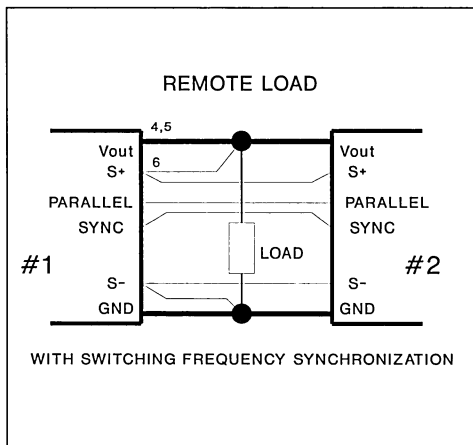 REMOTE LOAD
4,5
Vout
Vout
6
S+
S+
PARALLEL
PARALLEL
SYNC
SYNC
LOAD
#1
#2
S-
S-
GND
GND
WITH SWITCHING FREQUENCY SYNCHRONIZATION